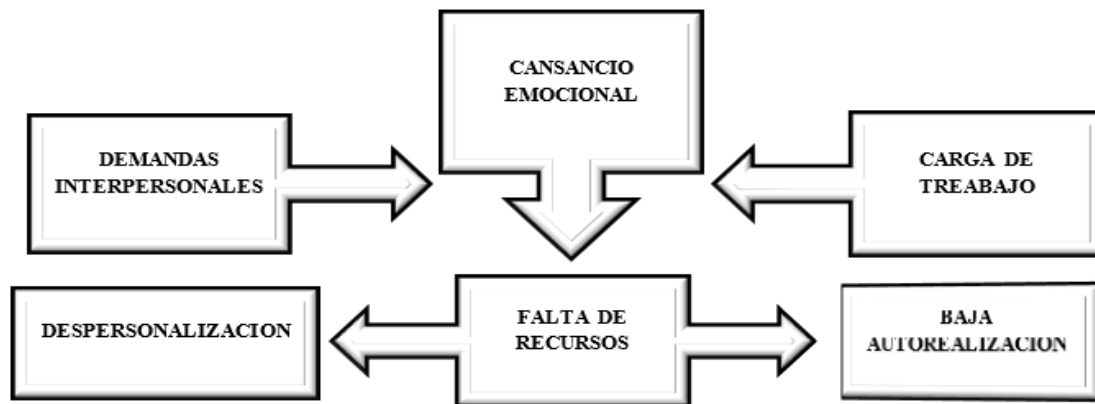 CANSANCIO
EMOCIONAL
DEMANDAS
INTERPERSONALES
CARGA DE
TREABAJO
DESPERSONALIZACION
FALTA DE
RECURSOS
BAJA
AUTOREALIZACION